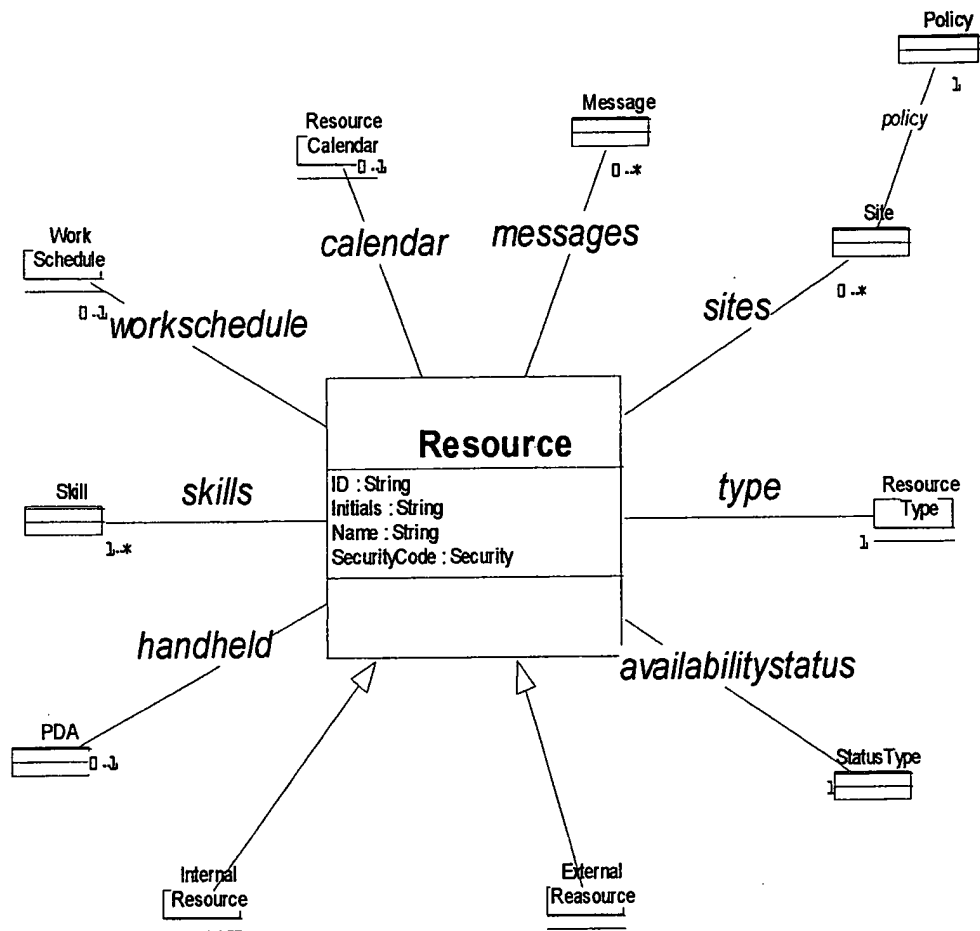 Policy
1
policy
Message
0..*
messages
Resource
Calendar
0..1
calendar
Site
0..*
sites
Work
Schedule
0..1
workschedule
Resource
ID : String
Initials : String
Name : String
SecurityCode : Security
Skill
1..*
skills
type
Resource
Type
1
handheld
PDA
0..1
availabilitystatus
StatusType
1
Internal
Resource
External
Reasource